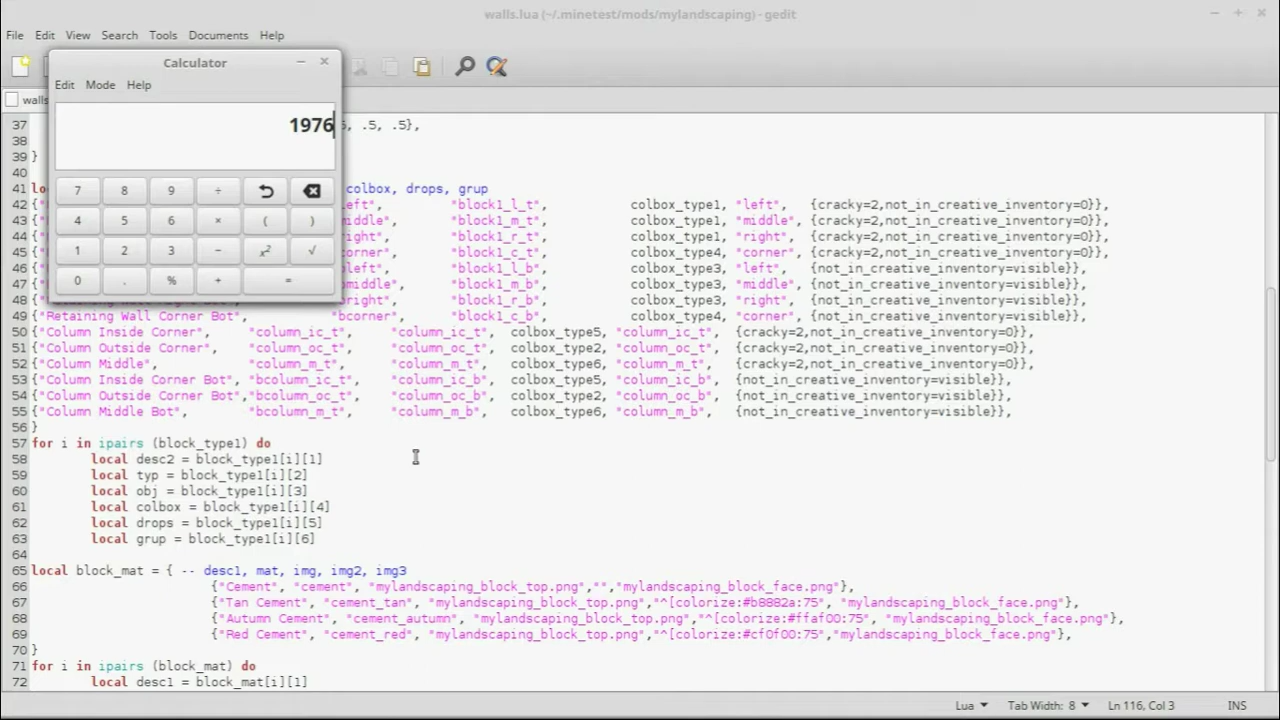 walls.lua (~/.minetest/mods/mylandscaping) - gedit
File Edit View Search Tools Documents Help
Calculator
Edit Mode Help
1976
7 8 9 ÷
4 5 6 × ( )
1 2 3 − x² √
0 . % + =
walls
37 , .5, .5},
38
39 }
40
41 colbox, drops, grup
42 {" "block1_l_t", colbox_type1, "left", {cracky=2,not_in_creative_inventory=0}},
43 {" middle", "block1_m_t", colbox_type1, "middle", {cracky=2,not_in_creative_inventory=0}},
44 {" right", "block1_r_t", colbox_type1, "right", {cracky=2,not_in_creative_inventory=0}},
45 {" corner", "block1_c_t", colbox_type4, "corner", {cracky=2,not_in_creative_inventory=0}},
46 {" "block1_l_b", colbox_type3, "left", {not_in_creative_inventory=visible}},
47 {" "block1_m_b", colbox_type3, "middle", {not_in_creative_inventory=visible}},
48 {" "block1_r_b", colbox_type3, "right", {not_in_creative_inventory=visible}},
49 {"Retaining Wall Corner Bot", "bcorner", "block1_c_b", colbox_type4, "corner", {not_in_creative_inventory=visible}},
50 {"Column Inside Corner", "column_ic_t", "column_ic_t", colbox_type5, "column_ic_t", {cracky=2,not_in_creative_inventory=0}},
51 {"Column Outside Corner", "column_oc_t", "column_oc_t", colbox_type2, "column_oc_t", {cracky=2,not_in_creative_inventory=0}},
52 {"Column Middle", "column_m_t", "column_m_t", colbox_type6, "column_m_t", {cracky=2,not_in_creative_inventory=0}},
53 {"Column Inside Corner Bot", "bcolumn_ic_t", "column_ic_b", colbox_type5, "column_ic_b", {not_in_creative_inventory=visible}},
54 {"Column Outside Corner Bot","bcolumn_oc_t", "column_oc_b", colbox_type2, "column_oc_b", {not_in_creative_inventory=visible}},
55 {"Column Middle Bot", "bcolumn_m_t", "column_m_b", colbox_type6, "column_m_b", {not_in_creative_inventory=visible}},
56 }
57 for i in ipairs (block_type1) do
58 local desc2 = block_type1[i][1]
59 local typ = block_type1[i][2]
60 local obj = block_type1[i][3]
61 local colbox = block_type1[i][4]
62 local drops = block_type1[i][5]
63 local grup = block_type1[i][6]
64
65 local block_mat = { -- desc1, mat, img, img2, img3
66 {"Cement", "cement", "mylandscaping_block_top.png","","mylandscaping_block_face.png"},
67 {"Tan Cement", "cement_tan", "mylandscaping_block_top.png","^[colorize:#b8882a:75", "mylandscaping_block_face.png"},
68 {"Autumn Cement", "cement_autumn", "mylandscaping_block_top.png","^[colorize:#ffaf00:75", "mylandscaping_block_face.png"},
69 {"Red Cement", "cement_red", "mylandscaping_block_top.png","^[colorize:#cf0f00:75","mylandscaping_block_face.png"},
70 }
71 for i in ipairs (block_mat) do
72 local desc1 = block_mat[i][1]
Lua Tab Width: 8 Ln 116, Col 3 INS